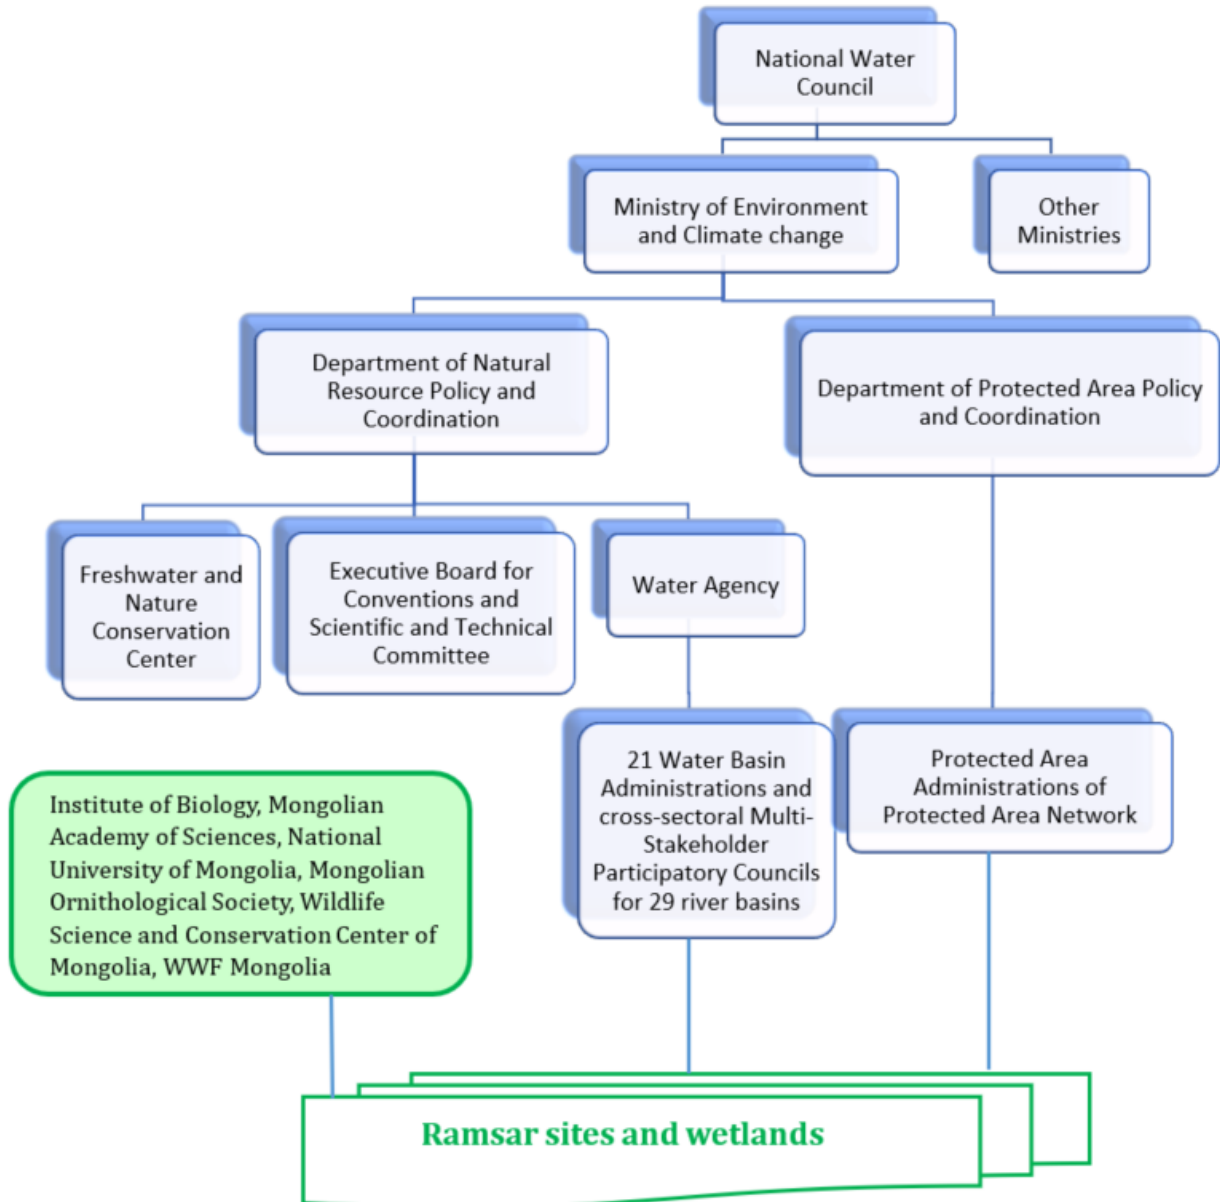 National Water
Council
Ministry of Environment
and Climate change
Other
Ministries
Department of Natural
Resource Policy and
Coordination
Department of Protected Area Policy
and Coordination
Freshwater and
Nature
Conservation
Center
Executive Board for
Conventions and
Scientific and Technical
Committee
Water Agency
21 Water Basin
Administrations and
cross-sectoral Multi-
Stakeholder
Participatory Councils
for 29 river basins
Protected Area
Administrations of
Protected Area Network
Institute of Biology, Mongolian
Academy of Sciences, National
University of Mongolia, Mongolian
Ornithological Society, Wildlife
Science and Conservation Center of
Mongolia, WWF Mongolia
Ramsar sites and wetlands